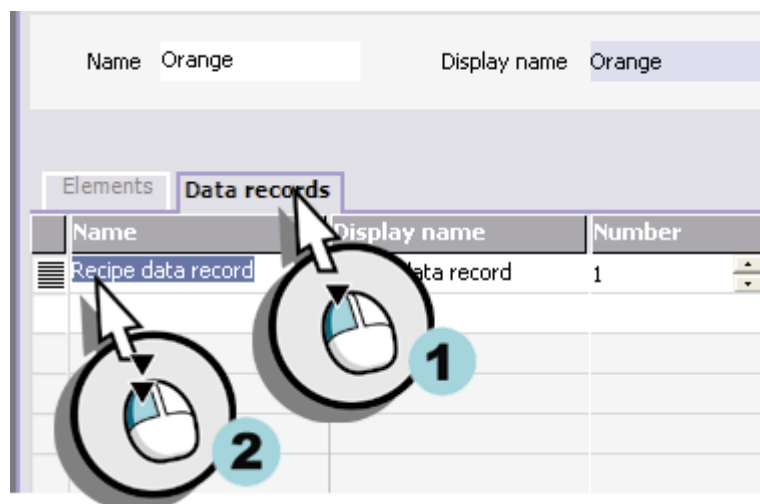 Name Orange Display name Orange
Elements Data records
Name Display name Number
Recipe data record data record 1
1
2